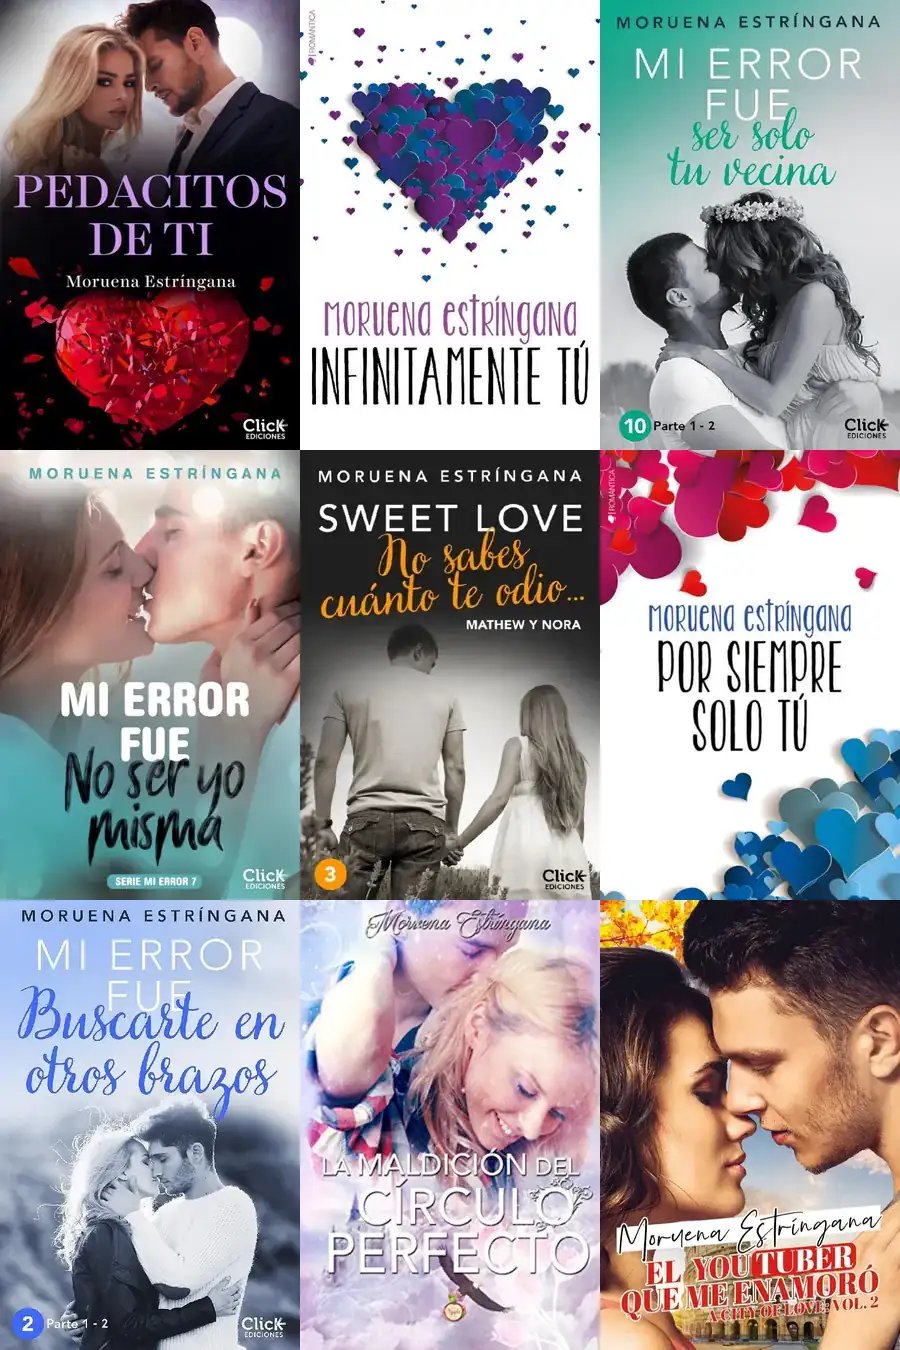 PEDACITOS
DE TI
Moruena Estríngana
Click
EDICIONES
ROMÁNTICA
moruena estríngana
INFINITAMENTE TÚ
MORUENA ESTRÍNGANA
MI ERROR
FUE
ser solo
tu vecina
10 Parte 1 - 2
Click
EDICIONES
MORUENA ESTRÍNGANA
MI ERROR
FUE
No ser yo
misma
SERIE MI ERROR 7
Click
EDICIONES
MORUENA ESTRÍNGANA
SWEET LOVE
No sabes
cuánto te odio...
MATHEW Y NORA
3
Click
EDICIONES
ROMÁNTICA
moruena estríngana
POR SIEMPRE
SOLO TÚ
MORUENA ESTRÍNGANA
MI ERROR
FUE
Buscarte en
otros brazos
2 Parte 1 - 2
Click
EDICIONES
Moruena Estríngana
LA MALDICIÓN DEL
CÍRCULO
PERFECTO
Moruena Estríngana
EL YOUTUBER
QUE ME ENAMORÓ
A CITY OF LOVE, VOL. 2